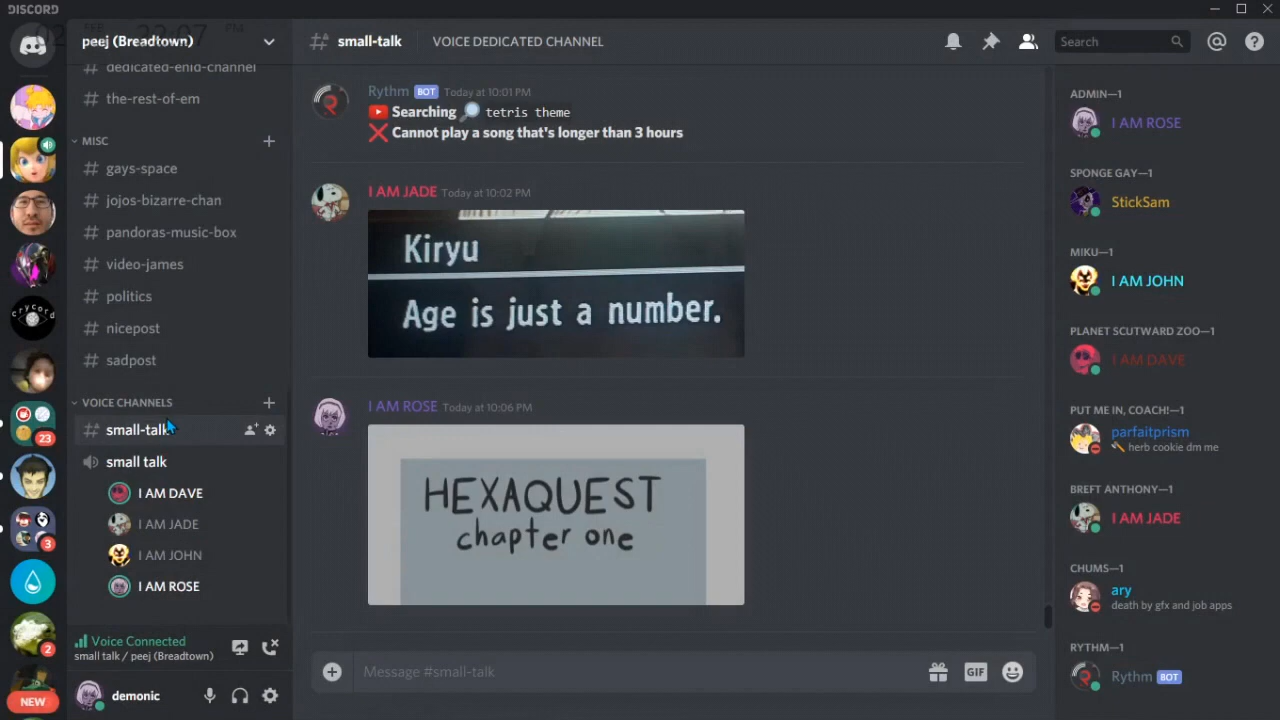 DISCORD
peej (Breadtown)
small-talk
VOICE DEDICATED CHANNEL
Search
dedicated-enid-channel
the-rest-of-em
MISC
gays-space
jojos-bizarre-chan
pandoras-music-box
video-james
politics
nicepost
sadpost
VOICE CHANNELS
small-talk
small talk
I AM DAVE
I AM JADE
I AM JOHN
I AM ROSE
Voice Connected
small talk / peej (Breadtown)
demonic
23
3
2
NEW
crycord
Rythm BOT Today at 10:01 PM
Searching tetris theme
Cannot play a song that's longer than 3 hours
I AM JADE Today at 10:02 PM
Kiryu
Age is just a number.
I AM ROSE Today at 10:06 PM
HEXAQUEST
chapter one
Message #small-talk
GIF
ADMIN—1
I AM ROSE
SPONGE GAY—1
StickSam
MIKU—1
I AM JOHN
PLANET SCUTWARD ZOO—1
I AM DAVE
PUT ME IN, COACH!—1
parfaitprism
herb cookie dm me
BREFT ANTHONY—1
I AM JADE
CHUMS—1
ary
death by gfx and job apps
RYTHM—1
Rythm BOT